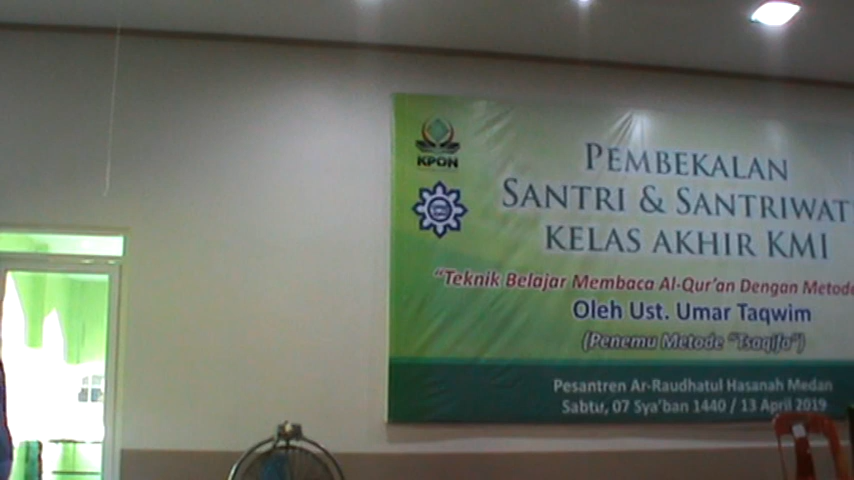 KPON
PEMBEKALAN
SANTRI & SANTRIWAT
KELAS AKHIR KMI
"Teknik Belajar Membaca Al-Qur'an Dengan Metode
Oleh Ust. Umar Taqwim
(Penemu Metode "Tsaqifa")
Pesantren Ar-Raudhatul Hasanah Medan
Sabtu, 07 Sya'ban 1440 / 13 April 2019